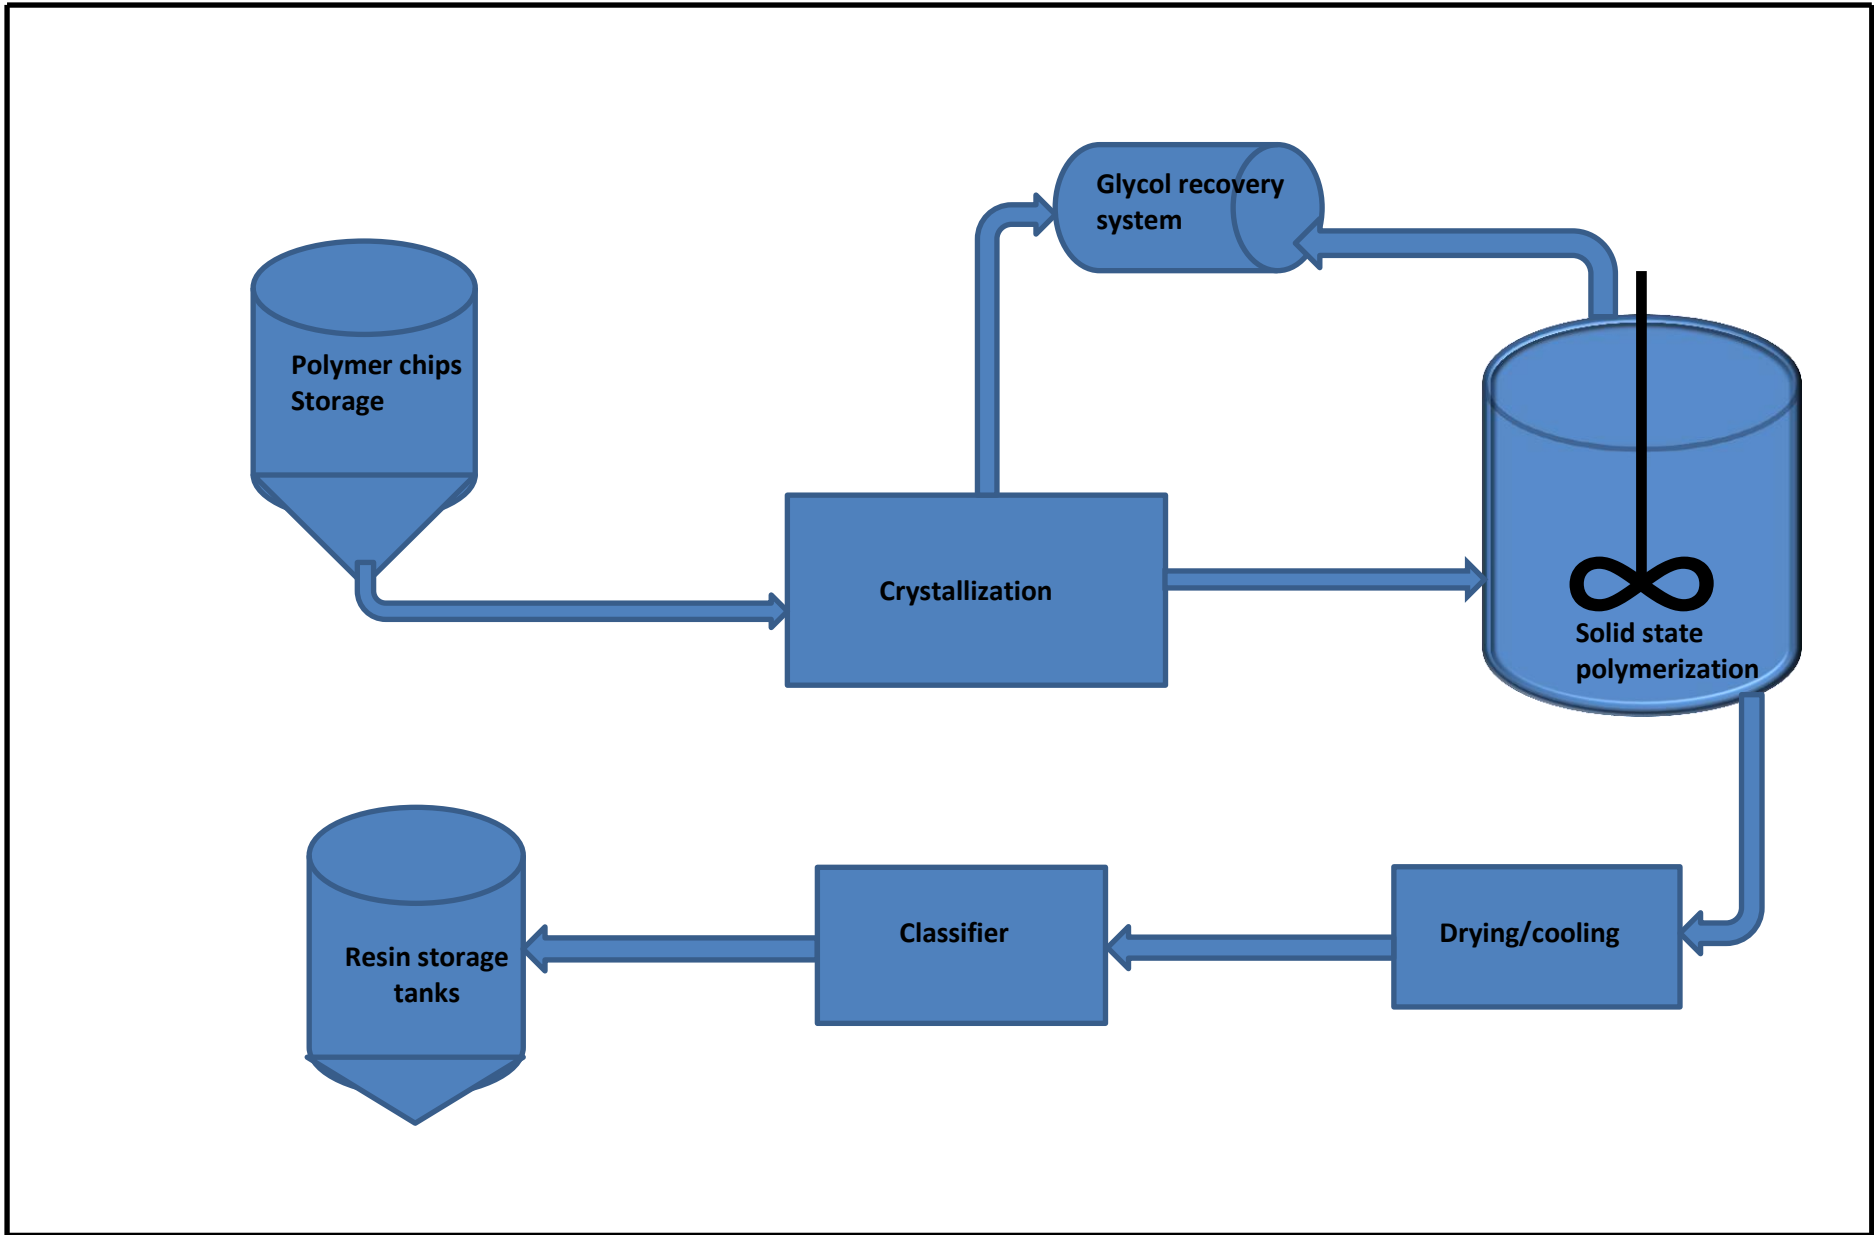 Glycol recovery
system
Polymer chips
Storage
Crystallization
Solid state
polymerization
Resin storage
tanks
Classifier
Drying/cooling